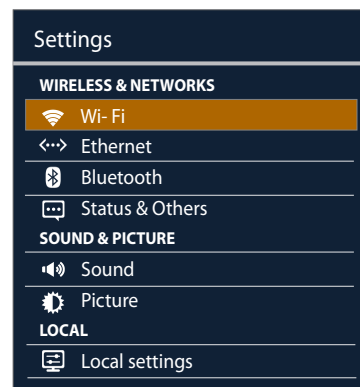 Settings
WIRELESS & NETWORKS
Wi- Fi
Ethernet
Bluetooth
Status & Others
SOUND & PICTURE
Sound
Picture
LOCAL
Local settings